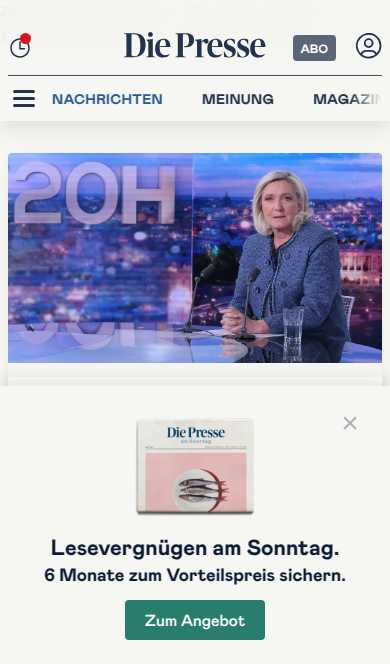 Die Presse
ABO
NACHRICHTEN
MEINUNG
MAGAZIN
20H
Die Presse
am Sonntag
Lesevergnügen am Sonntag.
6 Monate zum Vorteilspreis sichern.
Zum Angebot